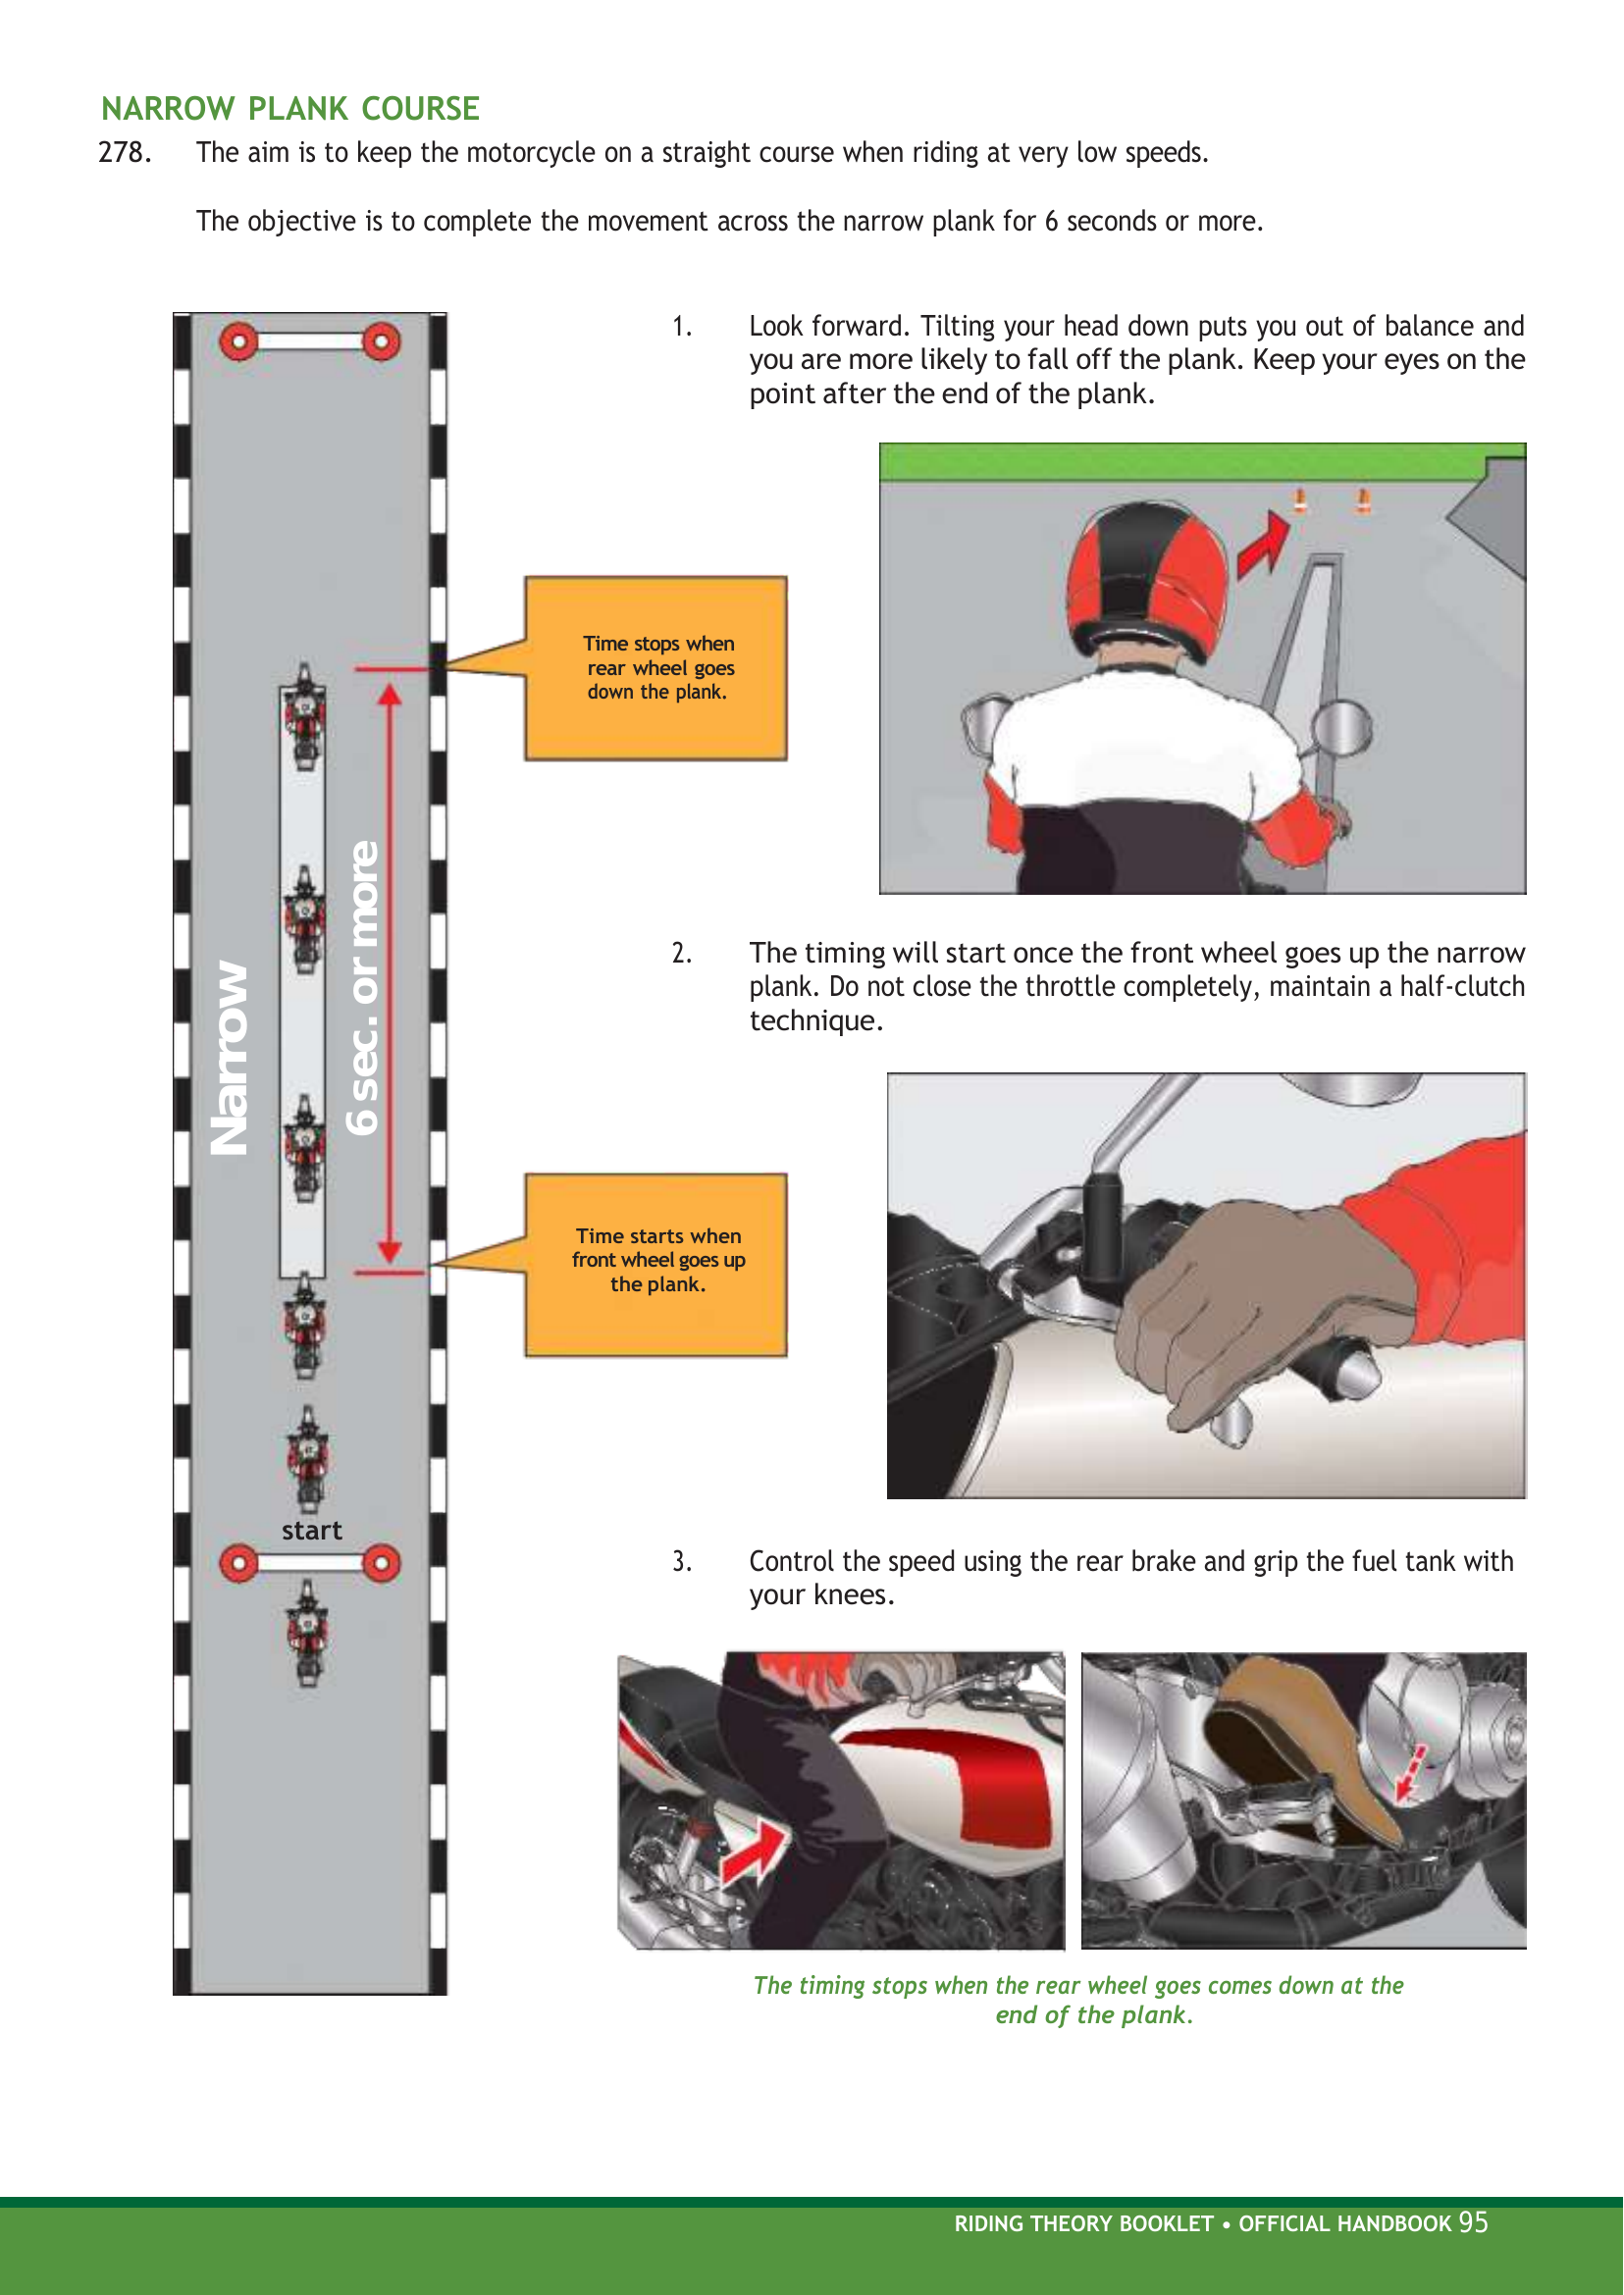 NARROW PLANK COURSE
278. The aim is to keep the motorcycle on a straight course when riding at very low speeds.
The objective is to complete the movement across the narrow plank for 6 seconds or more.
1. Look forward. Tilting your head down puts you out of balance and
you are more likely to fall off the plank. Keep your eyes on the
point after the end of the plank.
Time stops when
rear wheel goes
down the plank.
Narrow
6 sec. or more
2. The timing will start once the front wheel goes up the narrow
plank. Do not close the throttle completely, maintain a half-clutch
technique.
Time starts when
front wheel goes up
the plank.
start
3. Control the speed using the rear brake and grip the fuel tank with
your knees.
The timing stops when the rear wheel goes comes down at the
end of the plank.
RIDING THEORY BOOKLET • OFFICIAL HANDBOOK 95